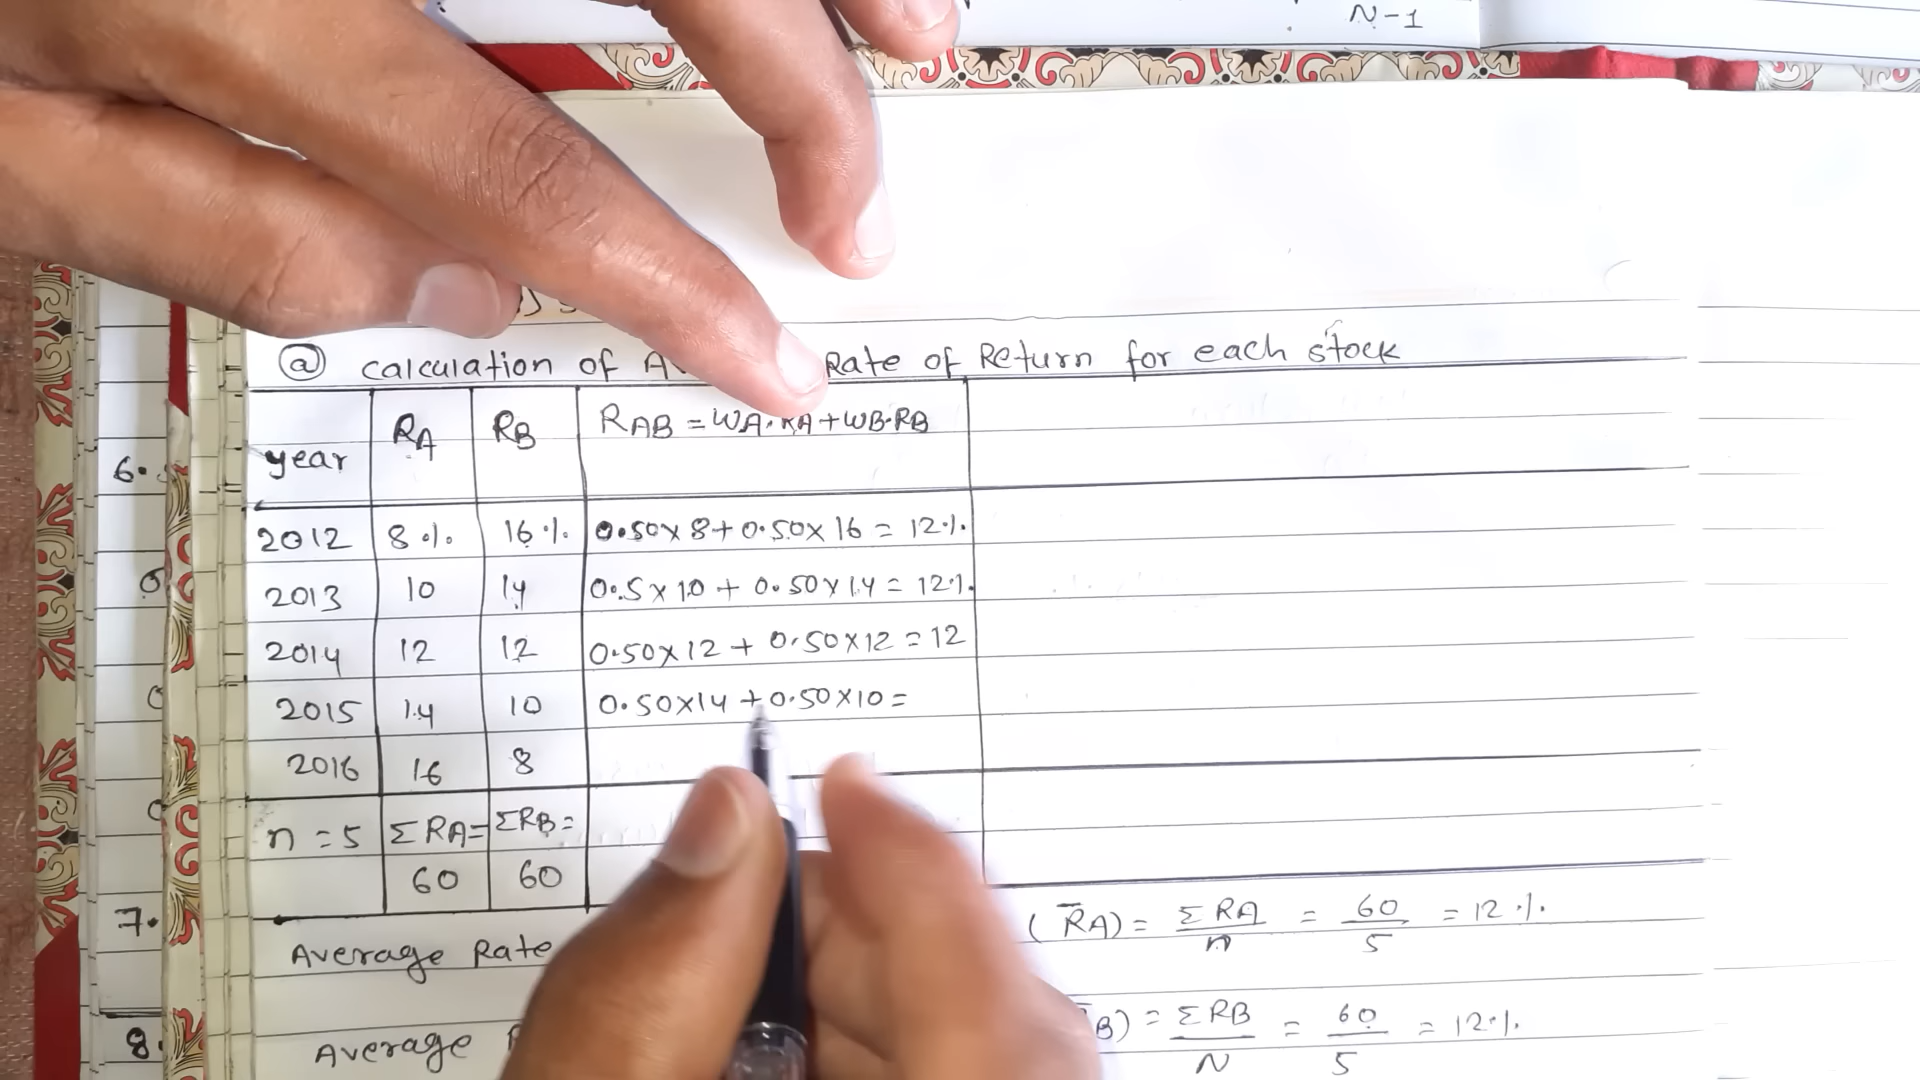 N-1
ⓐ calculation of A Rate of Return for each stock
year RA RB RAB = WA·RA+WB·RB
6.
2012 8% 16% 0.50x8+0.50x16 = 12%
2013 10 14 0.5x10 + 0.50x14 = 12%
2014 12 12 0.50x12 + 0.50x12 = 12
2015 14 10 0.50x14 +0.50x10 =
2016 16 8
n = 5 ΣRA= ΣRB=
60 60
7.
Average Rate (R̄A) = ΣRA/n = 60/5 = 12%
8.
Average B) = ΣRB/N = 60/5 = 12%